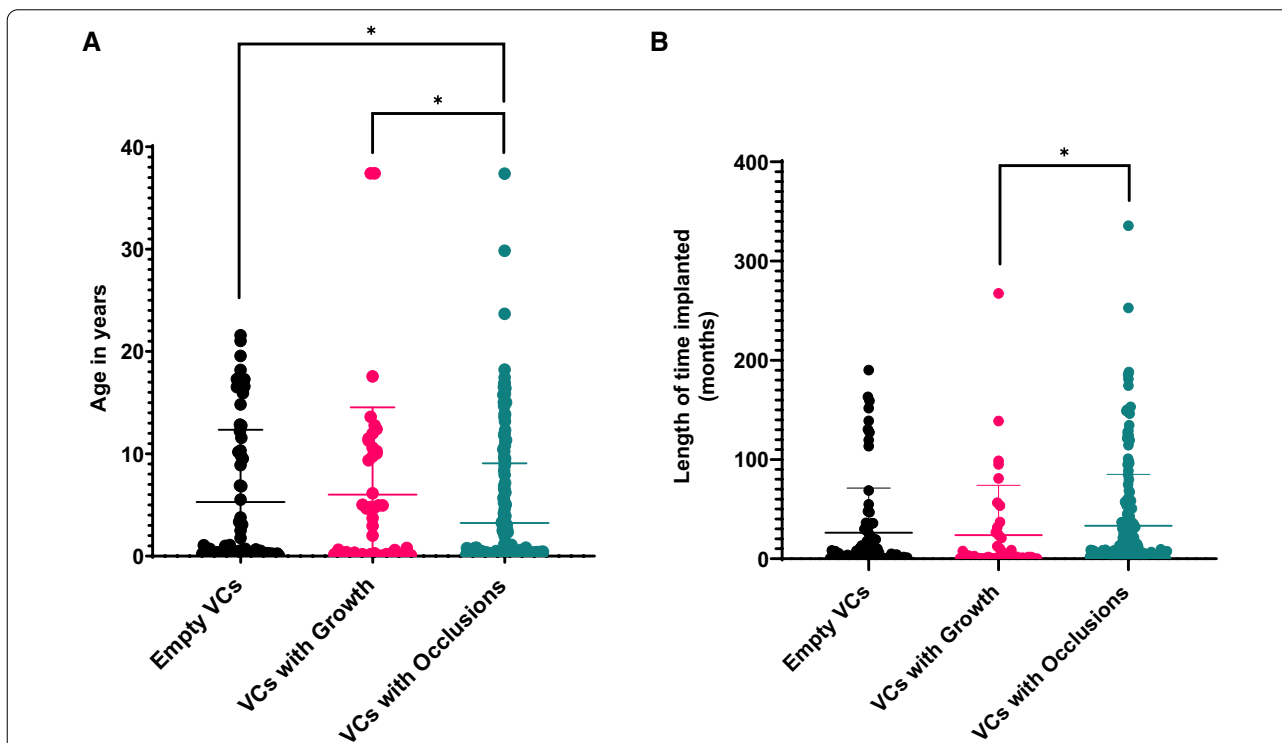 A
*
*
40
30
20
10
0
Age in years
Empty VCs
VCs with Growth
VCs with Occlusions
B
*
400
300
200
100
0
Length of time implanted
(months)
Empty VCs
VCs with Growth
VCs with Occlusions